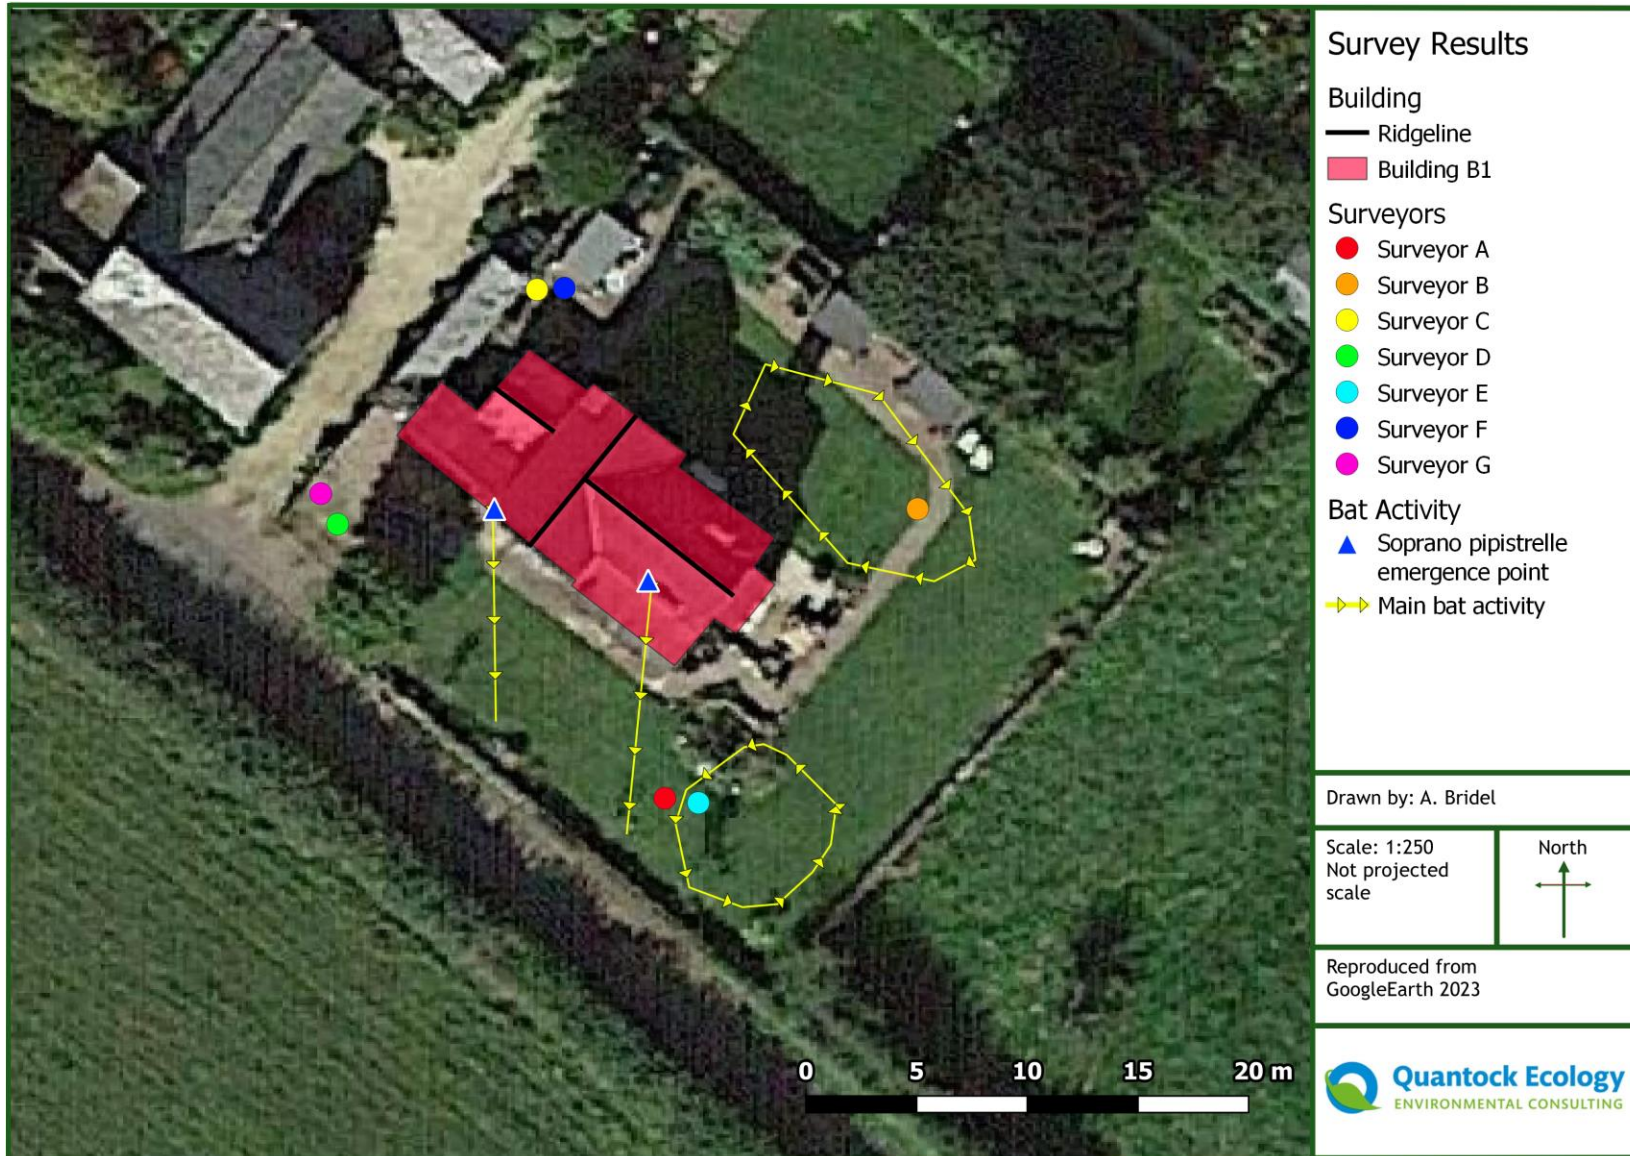 Survey Results
Building
Ridgeline
Building B1
Surveyors
Surveyor A
Surveyor B
Surveyor C
Surveyor D
Surveyor E
Surveyor F
Surveyor G
Bat Activity
Soprano pipistrelle
emergence point
Main bat activity
Drawn by: A. Bridel
Scale: 1:250
Not projected
scale
North
Reproduced from
GoogleEarth 2023
0 5 10 15 20 m
Quantock Ecology
ENVIRONMENTAL CONSULTING